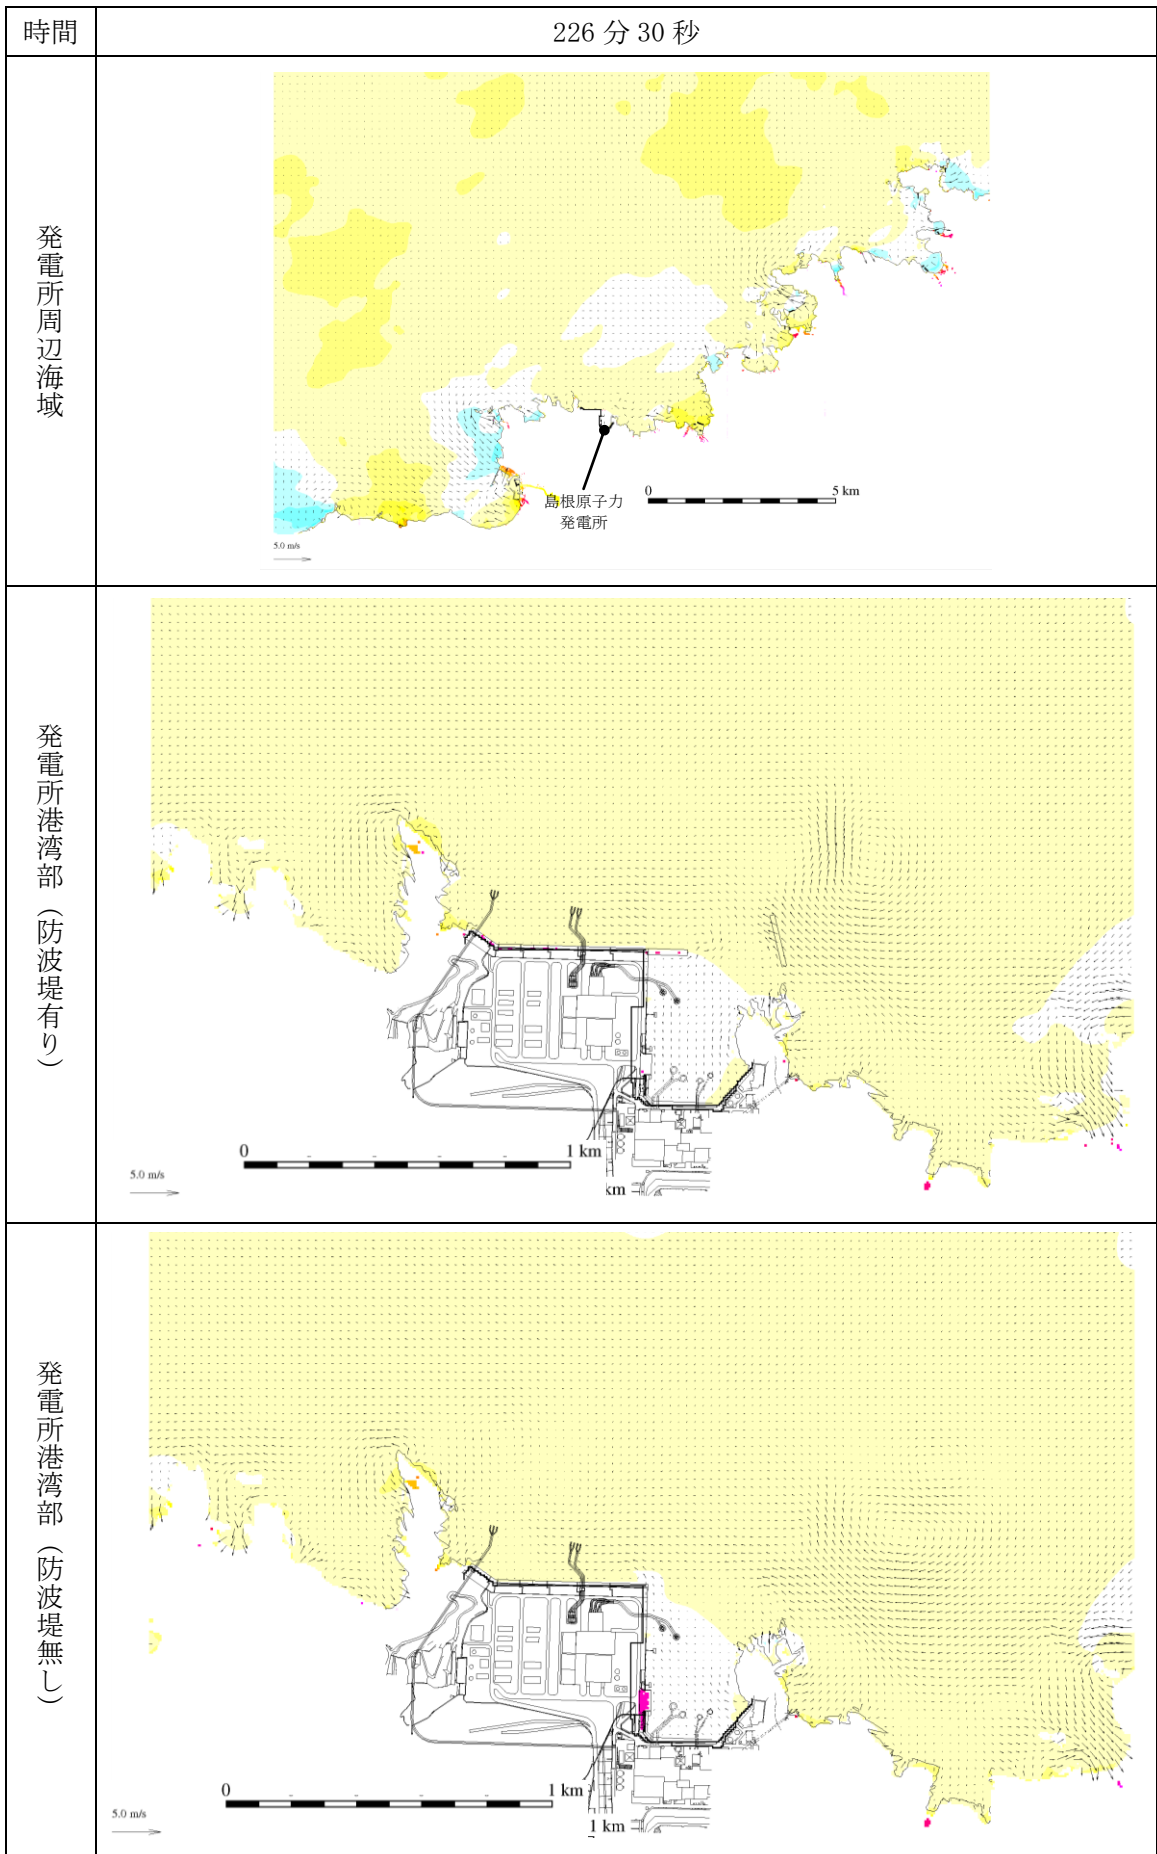 時間
226 分 30 秒
発電所周辺海域
島根原子力
発電所
0
5 km
5.0 m/s
発電所港湾部（防波堤有り）
0
1 km
5.0 m/s
km
発電所港湾部（防波堤無し）
0
1 km
5.0 m/s
1 km